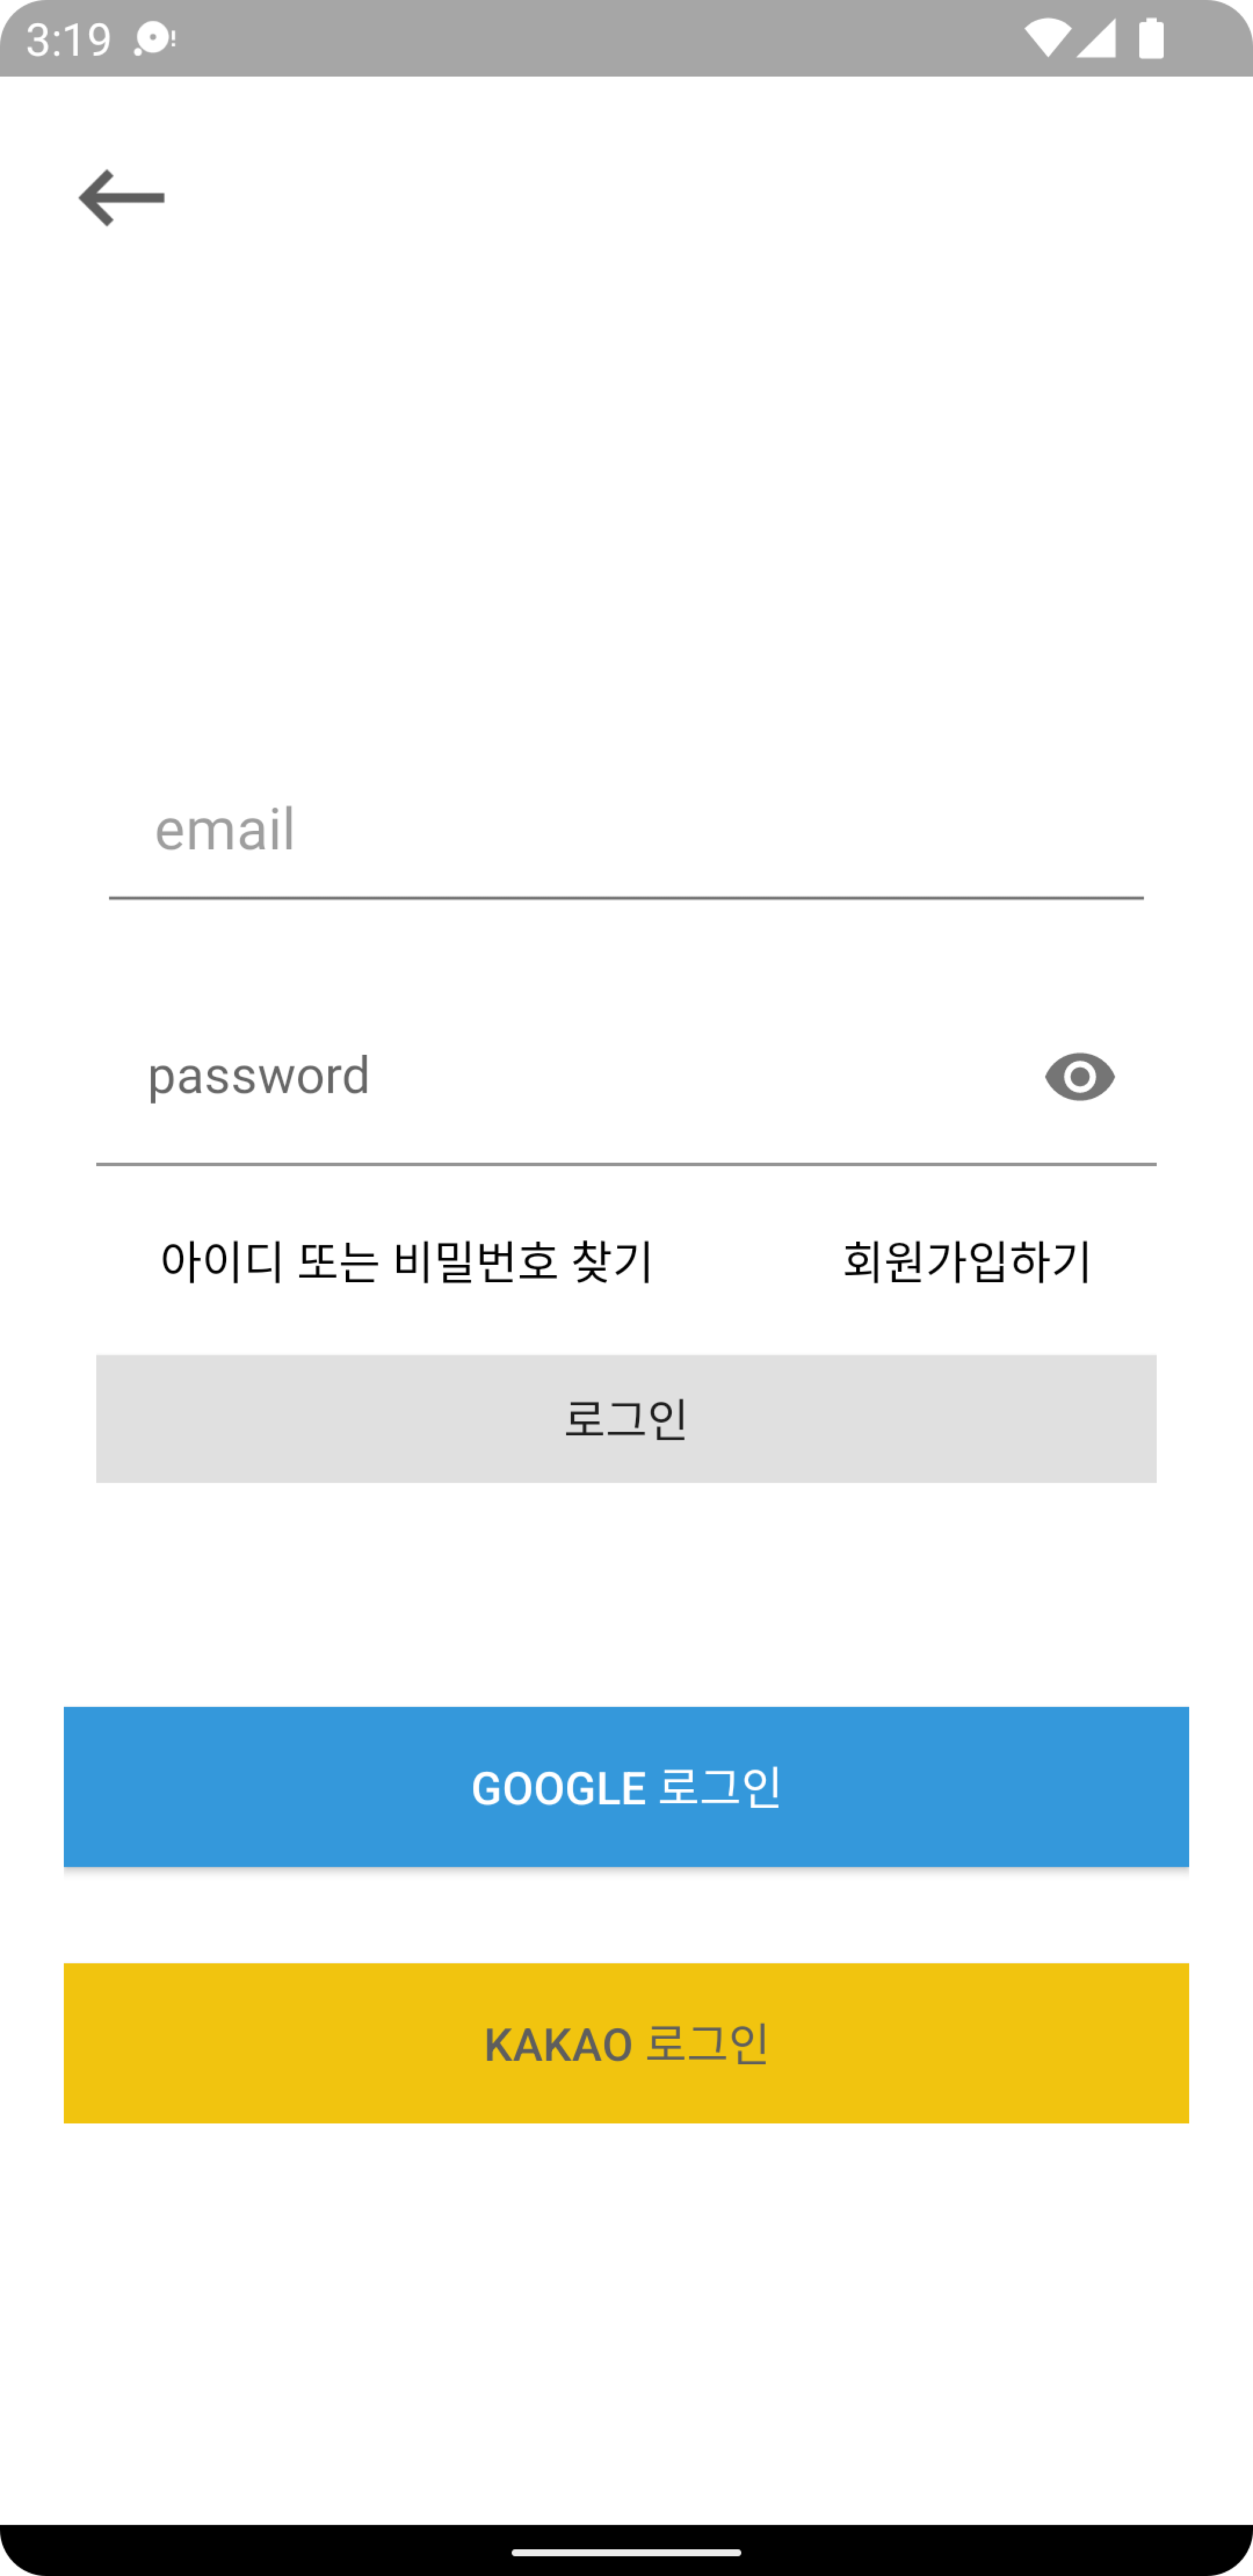 3:19
email
password
아이디 또는 비밀번호 찾기 회원가입하기
로그인
GOOGLE 로그인
KAKAO 로그인